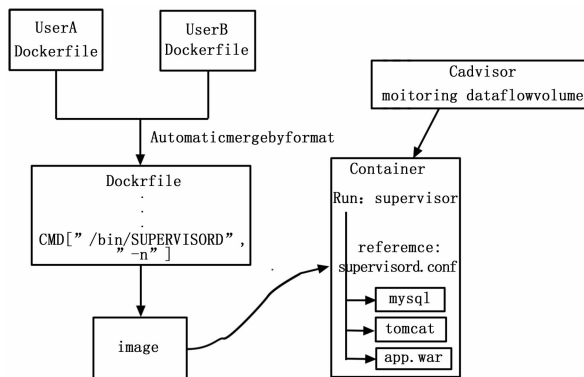 UserA
Dockerfile
UserB
Dockerfile
Cadvisor
moitoring dataflowvolume
Automaticmergebyformat
Dockrfile
.
.
.
CMD[”/bin/SUPERVISORD”,
”-n”]
image
Container
Run: supervisor
referemce:
supervisord.conf
mysql
tomcat
app.war